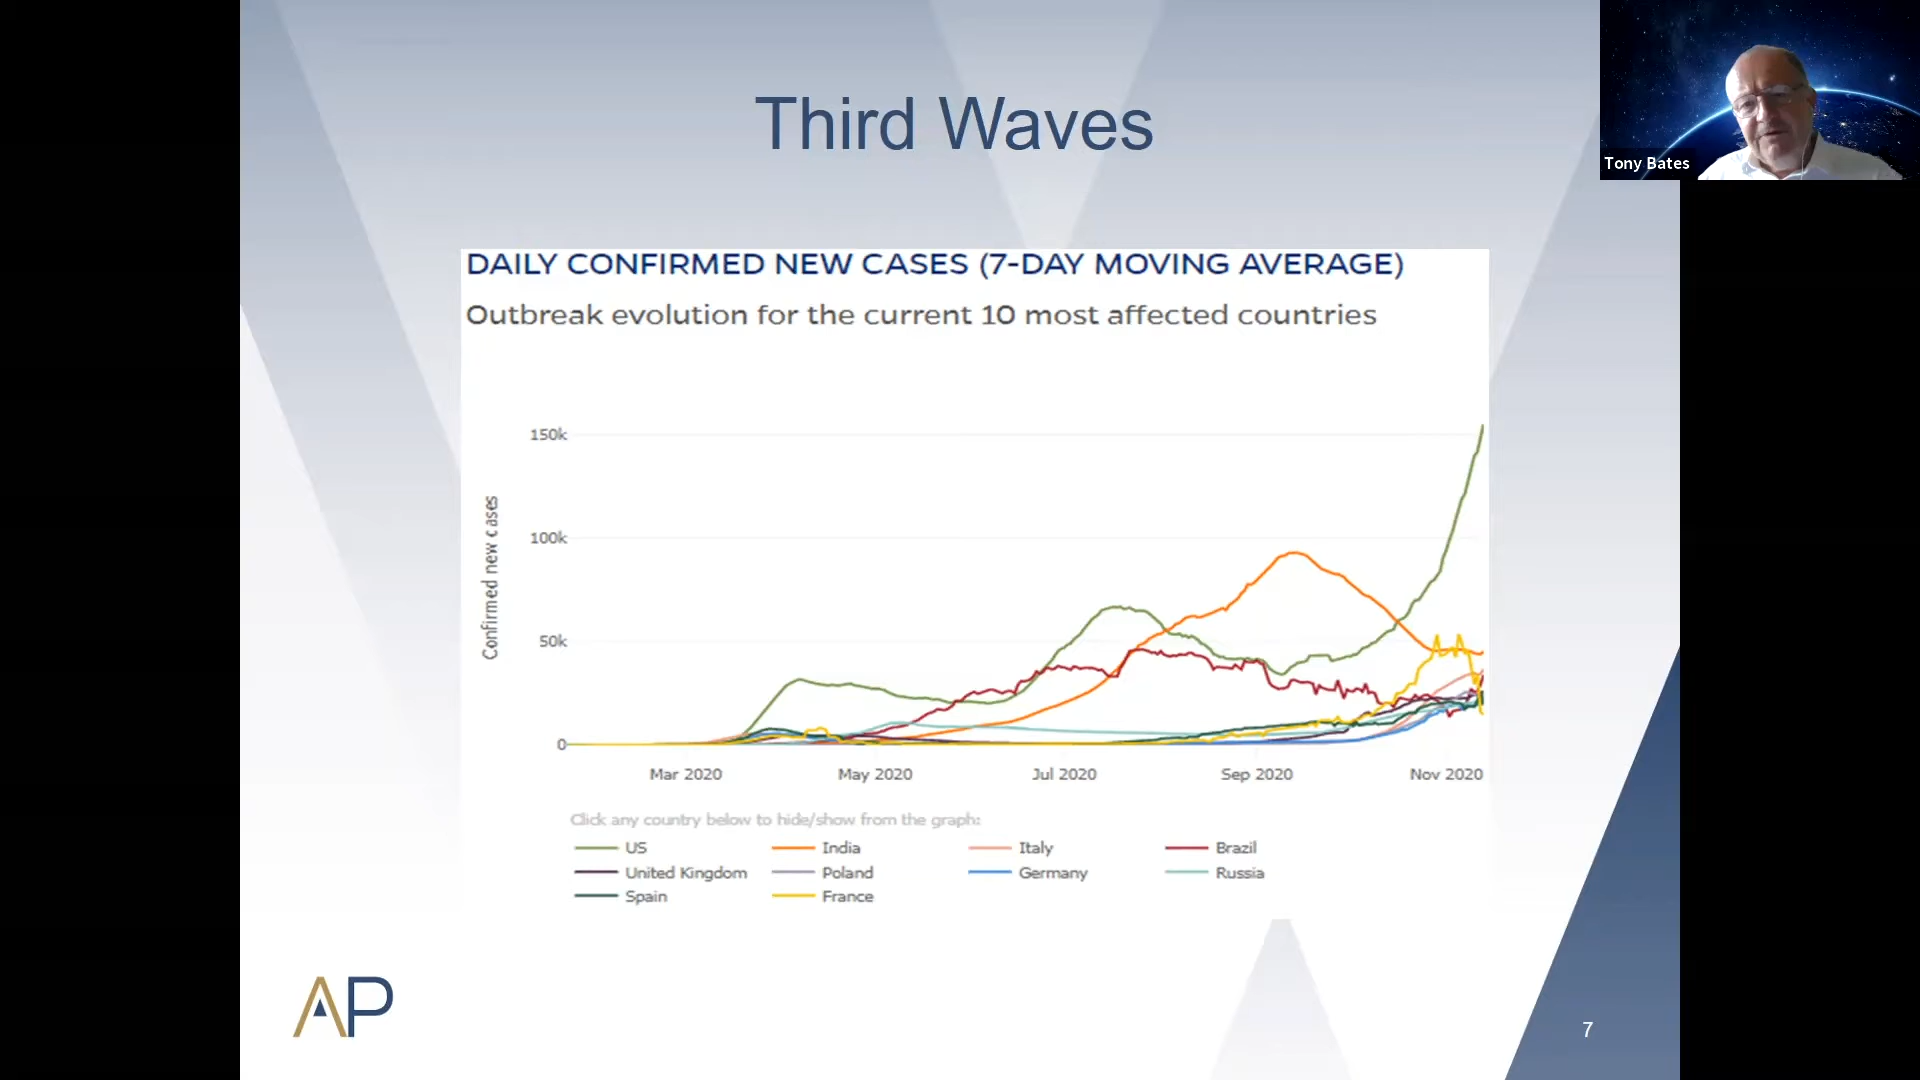 Third Waves
Tony Bates
DAILY CONFIRMED NEW CASES (7-DAY MOVING AVERAGE)
Outbreak evolution for the current 10 most affected countries
Confirmed new cases
150k
100k
50k
0
Mar 2020 May 2020 Jul 2020 Sep 2020 Nov 2020
Click any country below to hide/show from the graph:
US India Italy Brazil
United Kingdom Poland Germany Russia
Spain France
AP
7